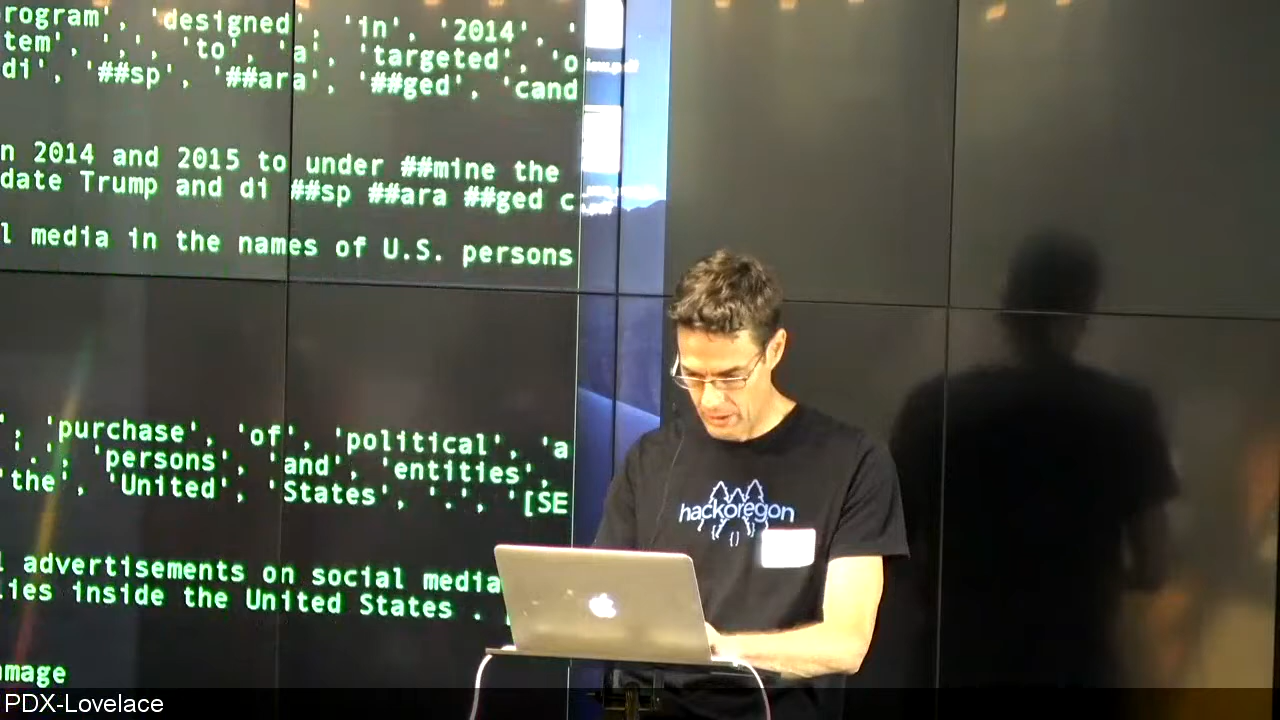 rogram', 'designed', 'in', '2014', '
tem', ',', 'to', 'a', 'targeted', 'o
di', '##sp', '##ara', '##ged', 'cand
n 2014 and 2015 to under ##mine the
date Trump and di ##sp ##ara ##ged c
l media in the names of U.S. persons
', 'purchase', 'of', 'political', 'a
'.', 'persons', 'and', 'entities',
'the', 'United', 'States', '.', '[SE
l advertisements on social media
ies inside the United States .
mage
hackoregon
{}
PDX-Lovelace